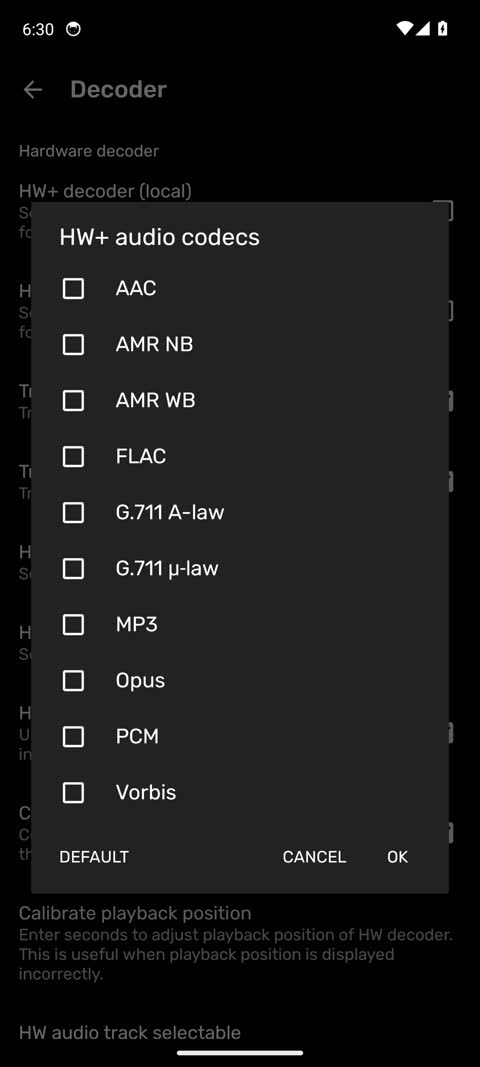 6:30
Decoder
Hardware decoder
HW+ decoder (local)
HW+ audio codecs
AAC
AMR NB
AMR WB
FLAC
G.711 A-law
G.711 µ-law
MP3
Opus
PCM
Vorbis
DEFAULT
CANCEL
OK
Calibrate playback position
Enter seconds to adjust playback position of HW decoder.
This is useful when playback position is displayed
incorrectly.
HW audio track selectable